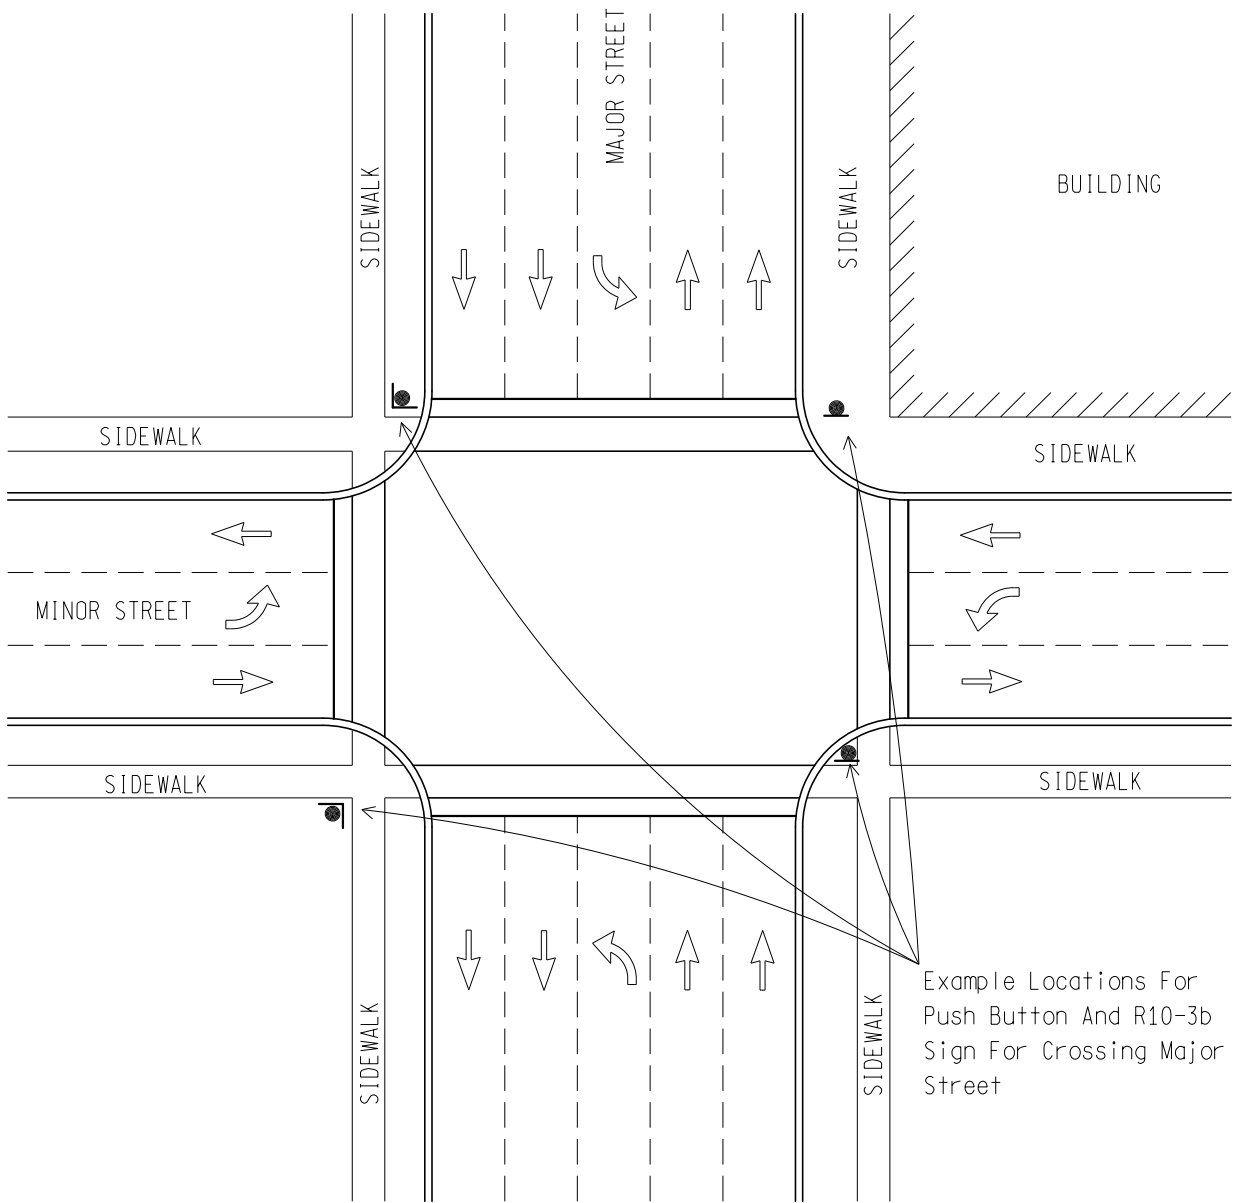 MAJOR STREET
SIDEWALK
SIDEWALK
BUILDING
SIDEWALK
SIDEWALK
MINOR STREET
SIDEWALK
SIDEWALK
SIDEWALK
SIDEWALK
Example Locations For
Push Button And R10-3b
Sign For Crossing Major
Street